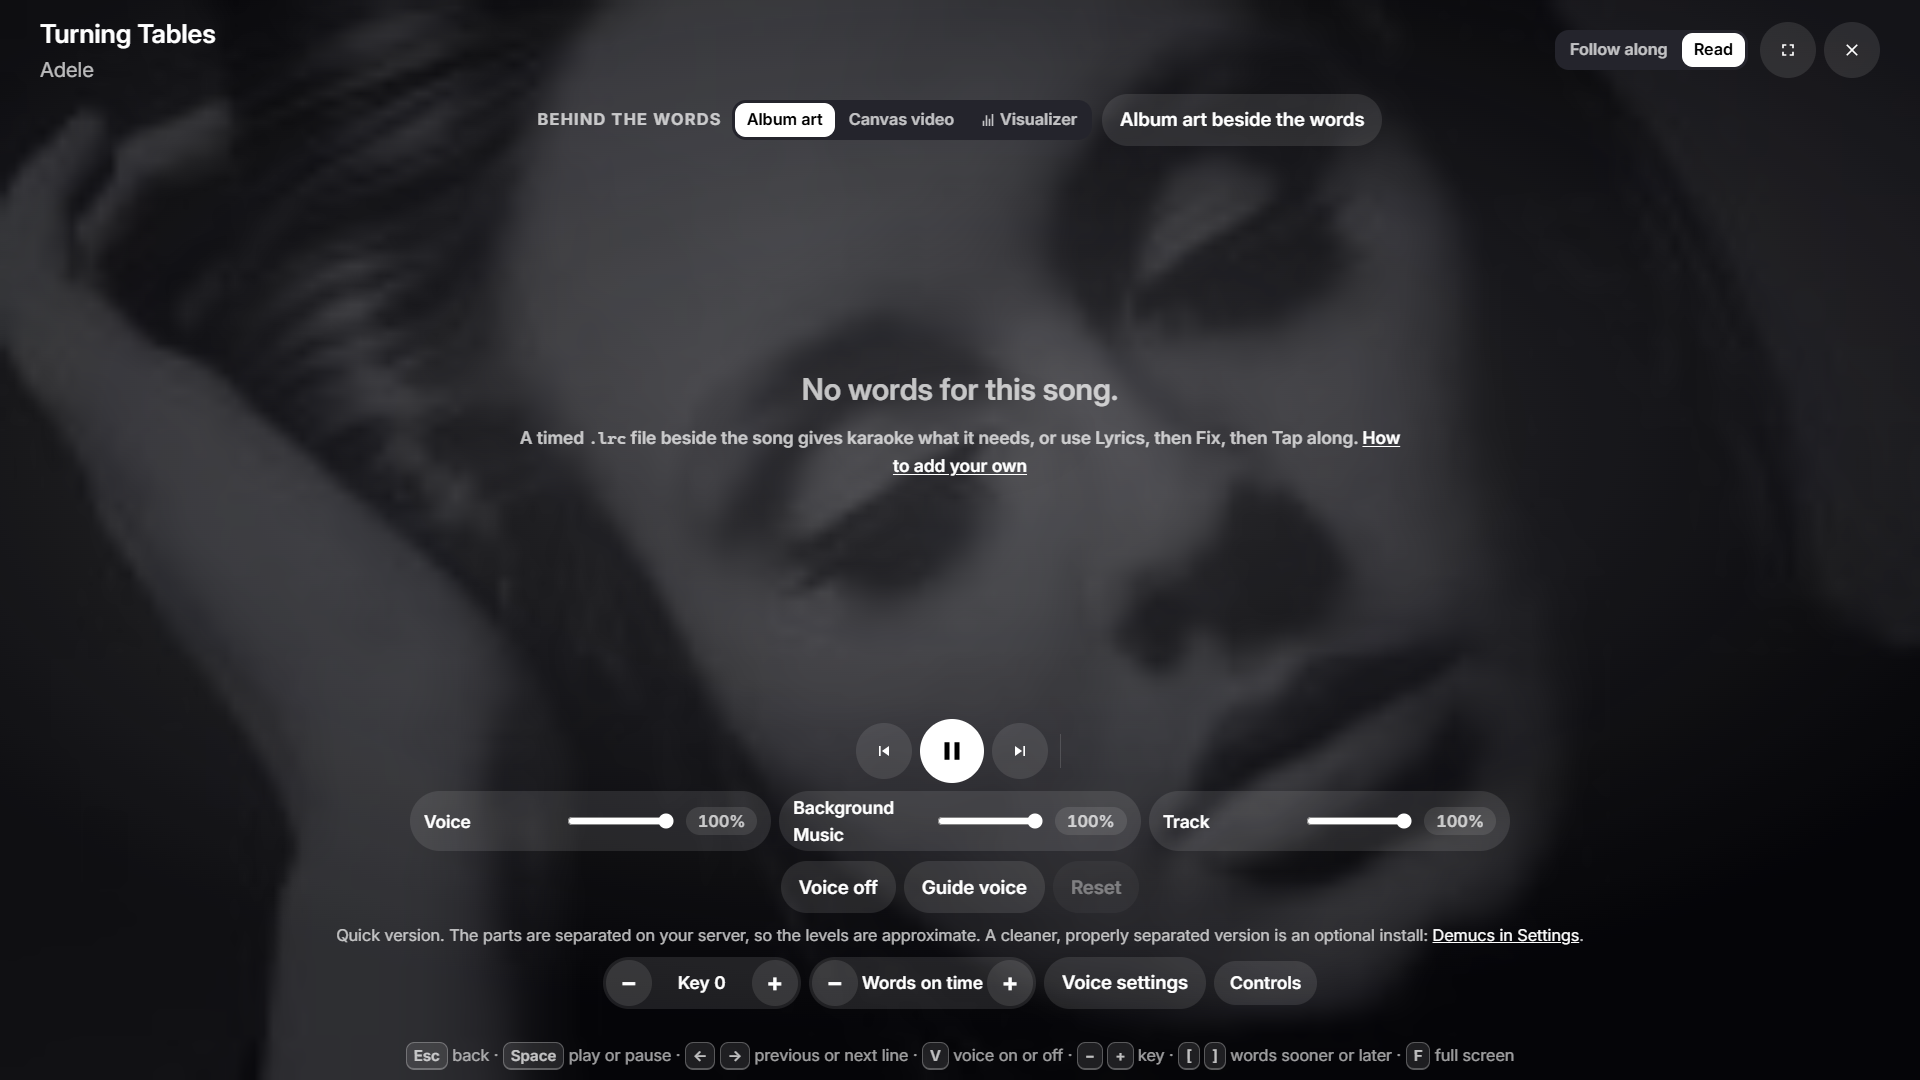 Turning Tables
Adele
Follow along Read
BEHIND THE WORDS Album art Canvas video Visualizer Album art beside the words
No words for this song.
A timed .lrc file beside the song gives karaoke what it needs, or use Lyrics, then Fix, then Tap along. How
to add your own
Voice 100% Background Music 100% Track 100%
Voice off Guide voice Reset
Quick version. The parts are separated on your server, so the levels are approximate. A cleaner, properly separated version is an optional install: Demucs in Settings.
− Key 0 + − Words on time + Voice settings Controls
Esc back · Space play or pause · ← → previous or next line · V voice on or off · − + key · [ ] words sooner or later · F full screen